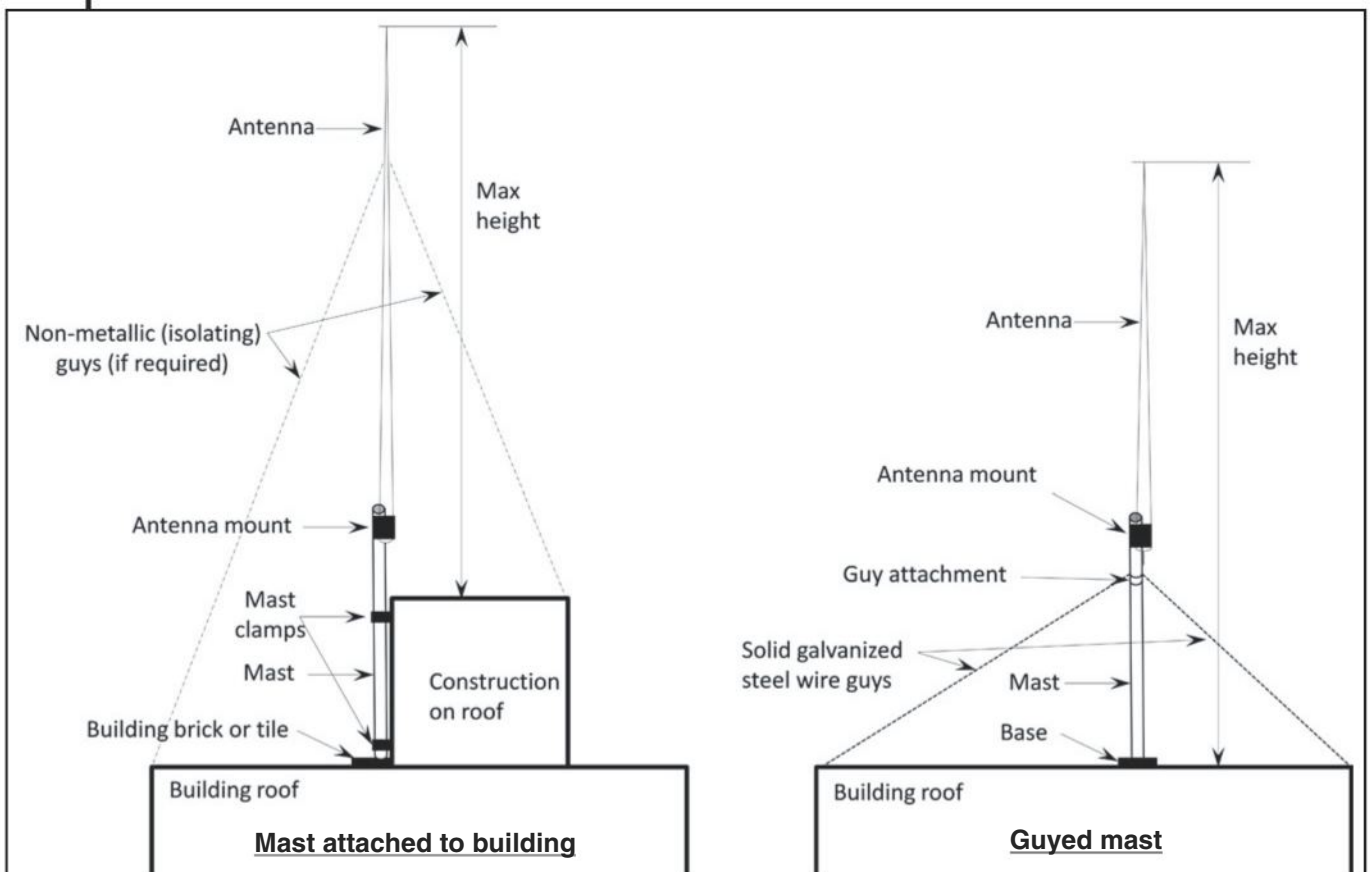 Antenna
Max
height
Non-metallic (isolating)
guys (if required)
Antenna mount
Mast
clamps
Mast
Construction
on roof
Building brick or tile
Building roof
Mast attached to building
Antenna
Max
height
Antenna mount
Guy attachment
Solid galvanized
steel wire guys
Mast
Base
Building roof
Guyed mast